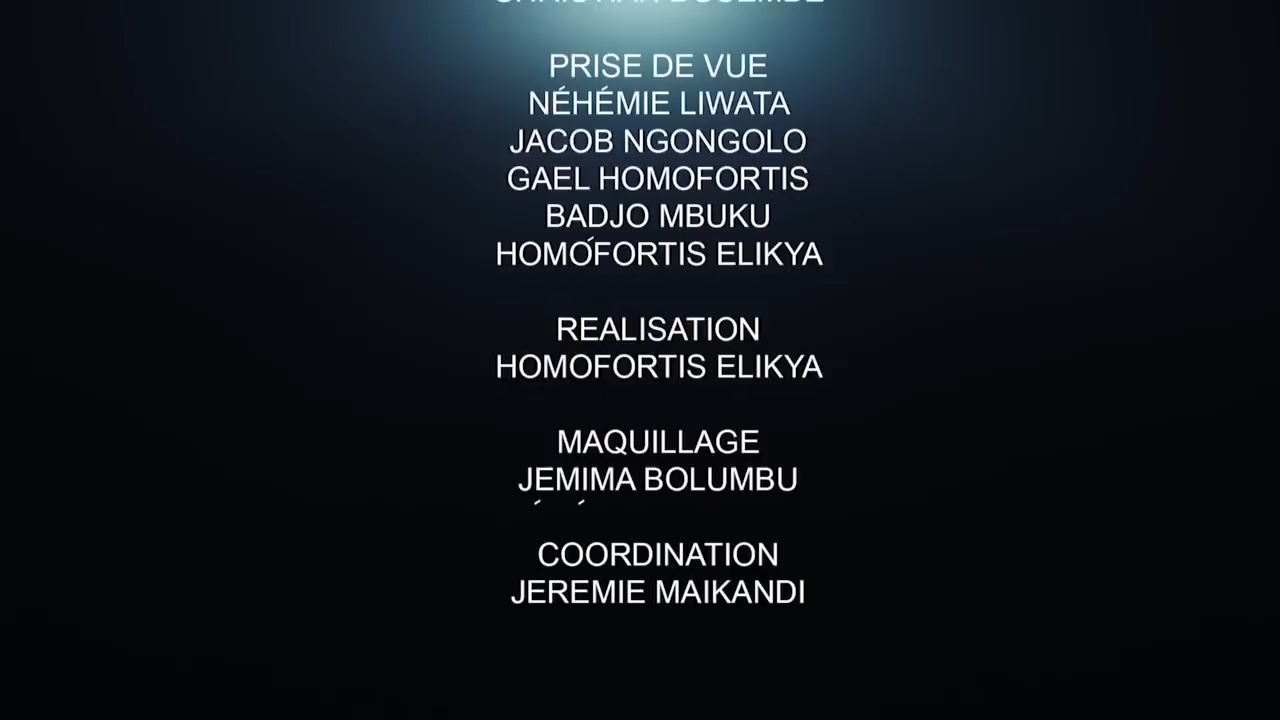 PRISE DE VUE
NÉHÉMIE LIWATA
JACOB NGONGOLO
GAEL HOMOFORTIS
BADJO MBUKU
HOMOFORTIS ELIKYA
REALISATION
HOMOFORTIS ELIKYA
MAQUILLAGE
JEMIMA BOLUMBU
COORDINATION
JEREMIE MAIKANDI